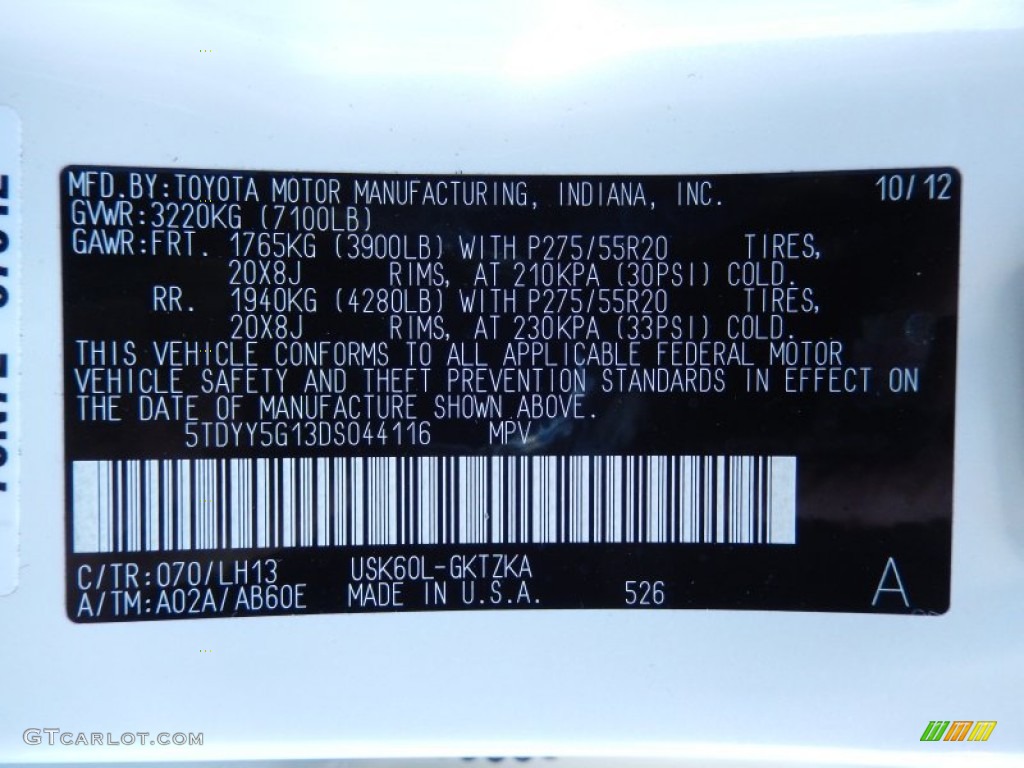 MFD.BY:TOYOTA MOTOR MANUFACTURING, INDIANA, INC. 10/12
GVWR:3220KG (7100LB)
GAWR:FRT. 1765KG (3900LB) WITH P275/55R20 TIRES,
20X8J RIMS, AT 210KPA (30PSI) COLD.
RR. 1940KG (4280LB) WITH P275/55R20 TIRES,
20X8J RIMS, AT 230KPA (33PSI) COLD.
THIS VEHICLE CONFORMS TO ALL APPLICABLE FEDERAL MOTOR
VEHICLE SAFETY AND THEFT PREVENTION STANDARDS IN EFFECT ON
THE DATE OF MANUFACTURE SHOWN ABOVE.
5TDYY5G13DS044116 MPV
C/TR:070/LH13 USK60L-GKTZKA
A/TM:A02A/AB60E MADE IN U.S.A. 526 A
GTCARLOT.COM